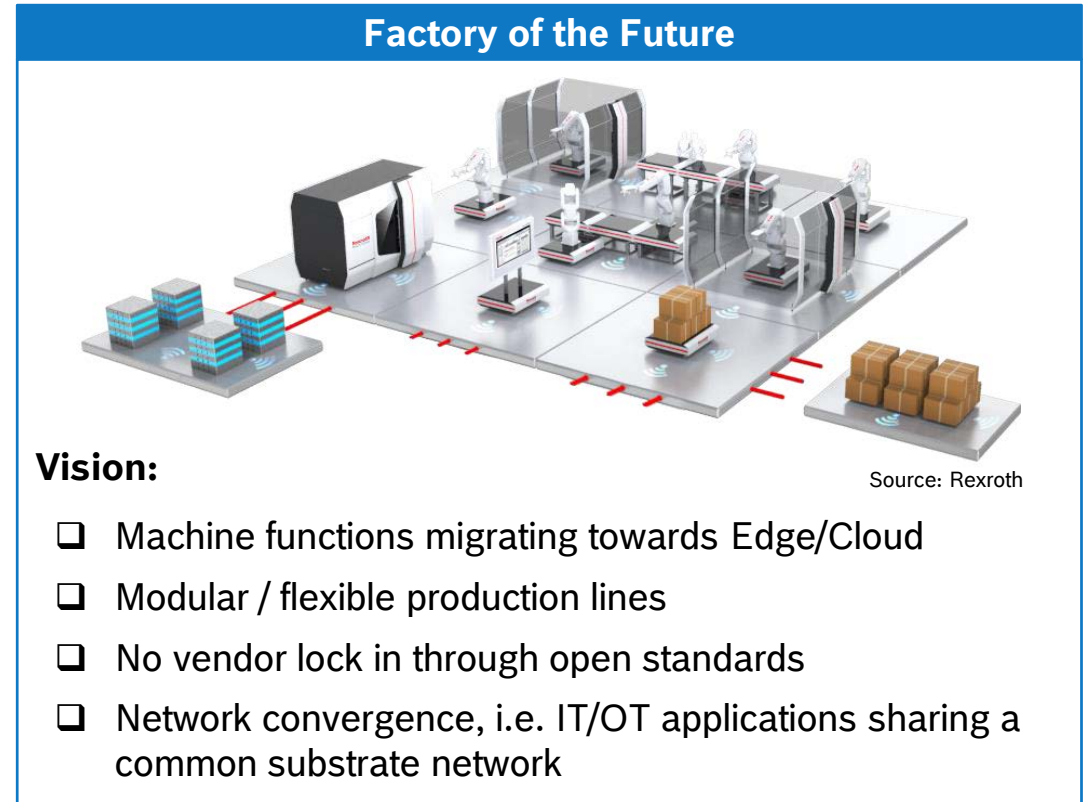 Factory of the Future
Vision:
Source: Rexroth
❑ Machine functions migrating towards Edge/Cloud
❑ Modular / flexible production lines
❑ No vendor lock in through open standards
❑ Network convergence, i.e. IT/OT applications sharing a
common substrate network